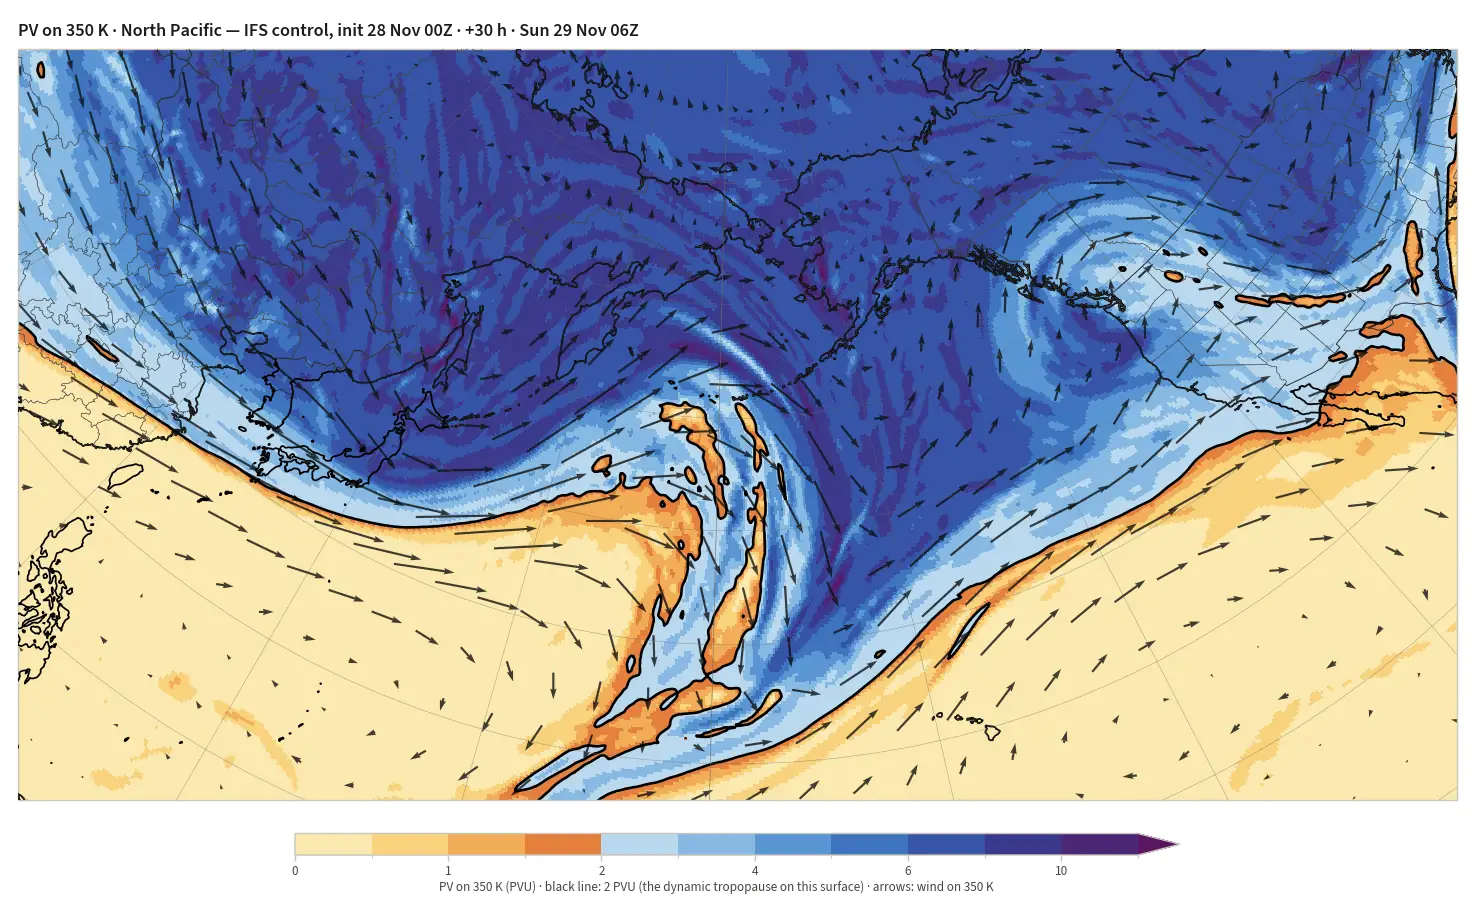 PV on 350 K · North Pacific — IFS control, init 28 Nov 00Z · +30 h · Sun 29 Nov 06Z
0 1 2 4 6 10
PV on 350 K (PVU) · black line: 2 PVU (the dynamic tropopause on this surface) · arrows: wind on 350 K